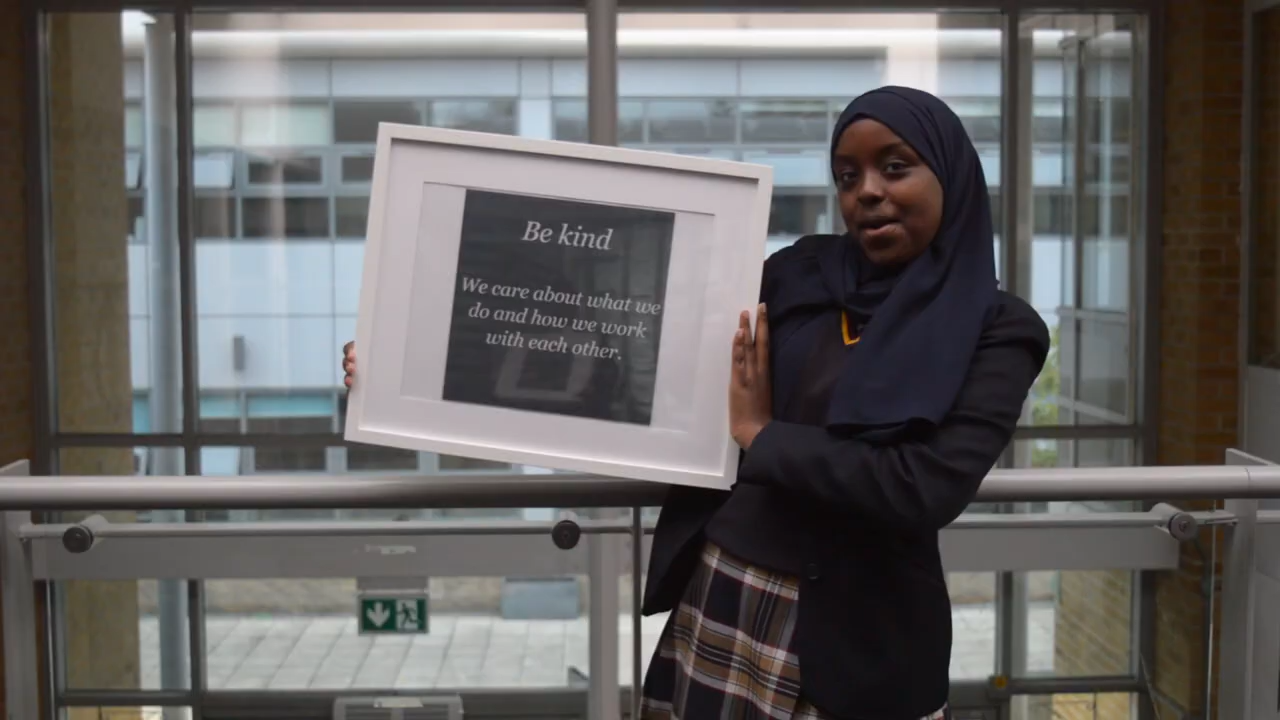 Be kind
We care about what we
do and how we work
with each other.